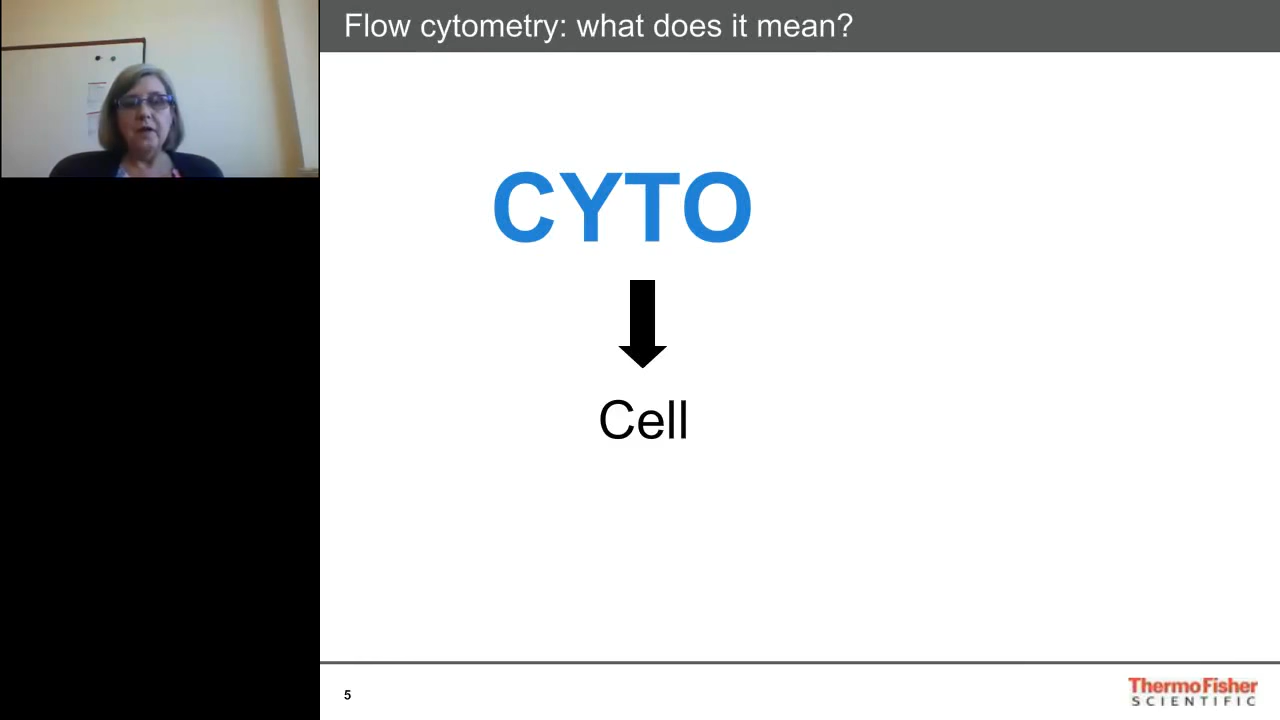 Flow cytometry: what does it mean?
CYTO
Cell
5
ThermoFisher
SCIENTIFIC